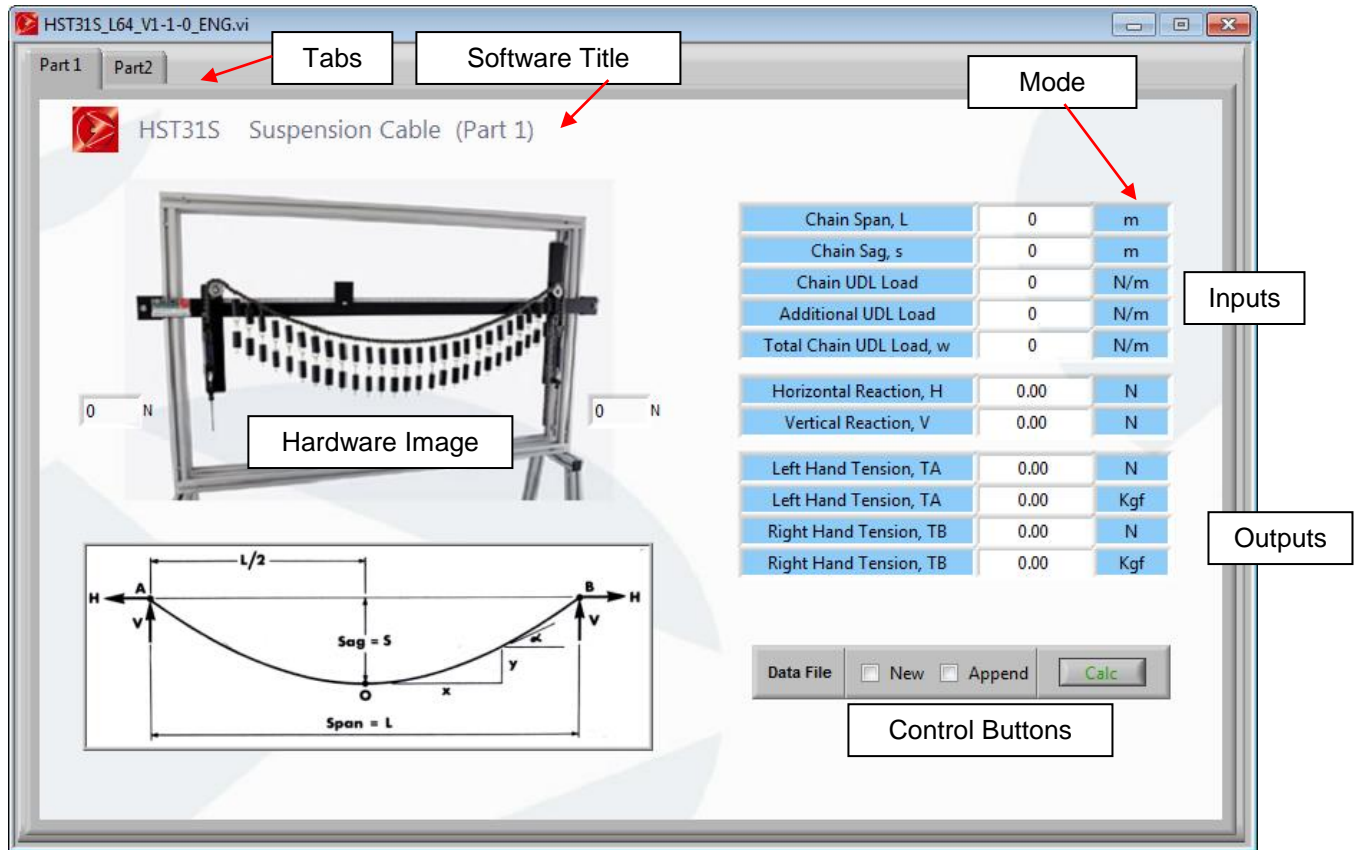 HST31S_L64_V1-1-0_ENG.vi
Tabs
Software Title
Part 1 Part2
Mode
HST31S Suspension Cable (Part 1)
Chain Span, L 0 m
Chain Sag, s 0 m
Chain UDL Load 0 N/m
Inputs
Additional UDL Load 0 N/m
Total Chain UDL Load, w 0 N/m
Horizontal Reaction, H 0.00 N
0 N
0 N
Vertical Reaction, V 0.00 N
Hardware Image
Left Hand Tension, TA 0.00 N
Left Hand Tension, TA 0.00 Kgf
Right Hand Tension, TB 0.00 N
Outputs
Right Hand Tension, TB 0.00 Kgf
L/2
H A B H
V V
Sag = S
α
y
x
O
Span = L
Data File New Append Calc
Control Buttons